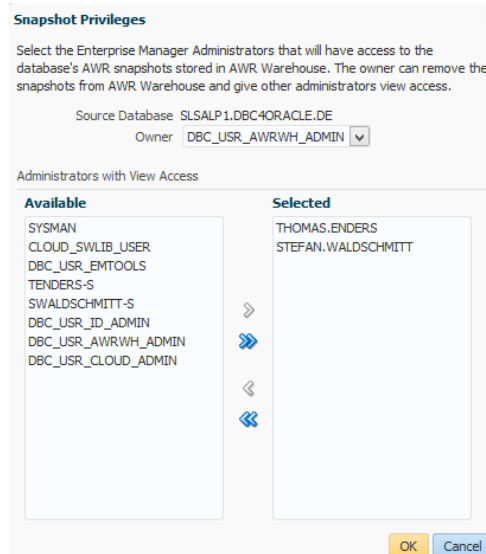 Snapshot Privileges
Select the Enterprise Manager Administrators that will have access to the
database's AWR snapshots stored in AWR Warehouse. The owner can remove the
snapshots from AWR Warehouse and give other administrators view access.
Source Database SLSALP1.DBC4ORACLE.DE
Owner DBC_USR_AWRWH_ADMIN
Administrators with View Access
Available
SYSMAN
CLOUD_SWLIB_USER
DBC_USR_EMTOOLS
TENDERS-S
SWALDSCHMITT-S
DBC_USR_ID_ADMIN
DBC_USR_AWRWH_ADMIN
DBC_USR_CLOUD_ADMIN
Selected
THOMAS.ENDERS
STEFAN.WALDSCHMITT
OK Cancel